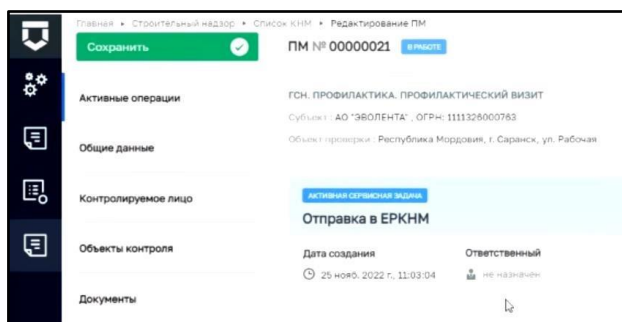 Главная • Строительный надзор • Список КНМ • Редактирование ПМ
Сохранить
ПМ № 00000021 В РАБОТЕ
Активные операции
ГСН. ПРОФИЛАКТИКА. ПРОФИЛАКТИЧЕСКИЙ ВИЗИТ
Субъект: АО "ЭВОЛЕНТА" , ОГРН: 1111326000763
Общие данные
Объект проверки: Республика Мордовия, г. Саранск, ул. Рабочая
Контролируемое лицо
АКТИВНАЯ СЕРВИСНАЯ ЗАДАЧА
Отправка в ЕРКНМ
Объекты контроля
Дата создания Ответственный
25 нояб. 2022 г., 11:03:04 не назначен
Документы